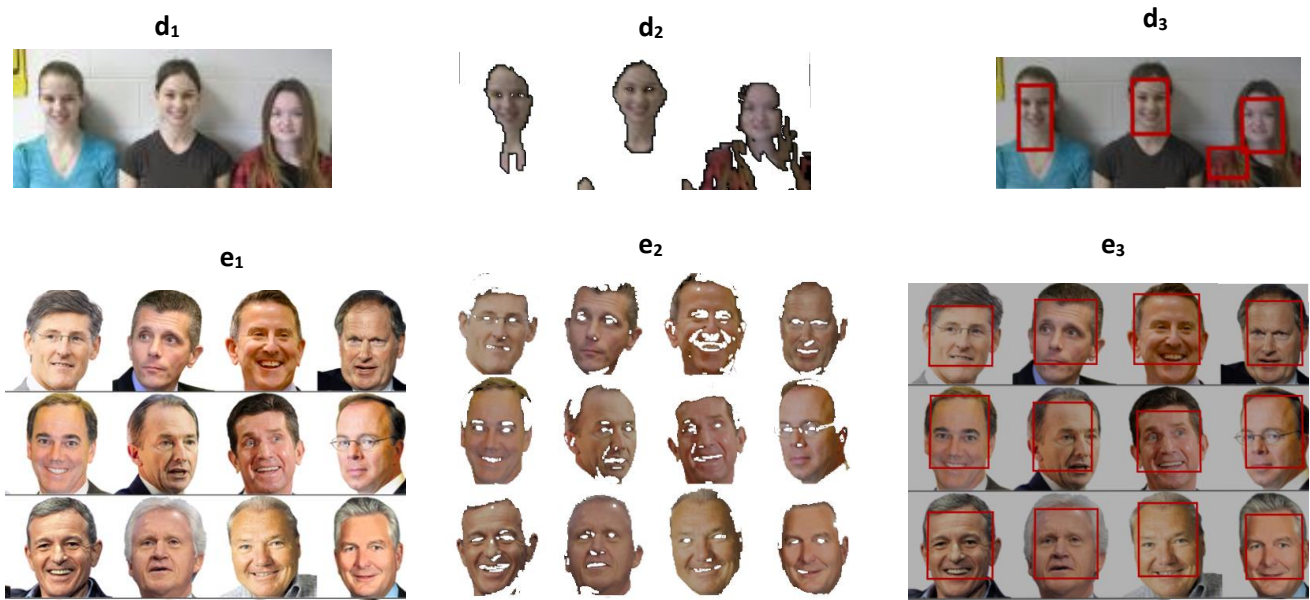 d₁ d₂ d₃
e₁ e₂ e₃